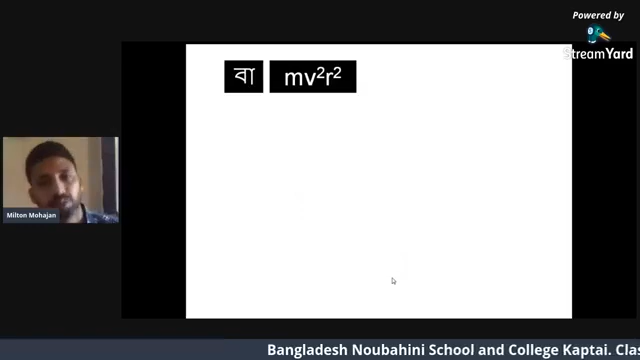 Powered by
StreamYard
বা mv²r²
Milton Mohajan
Bangladesh Noubahini School and College Kaptai. Clas